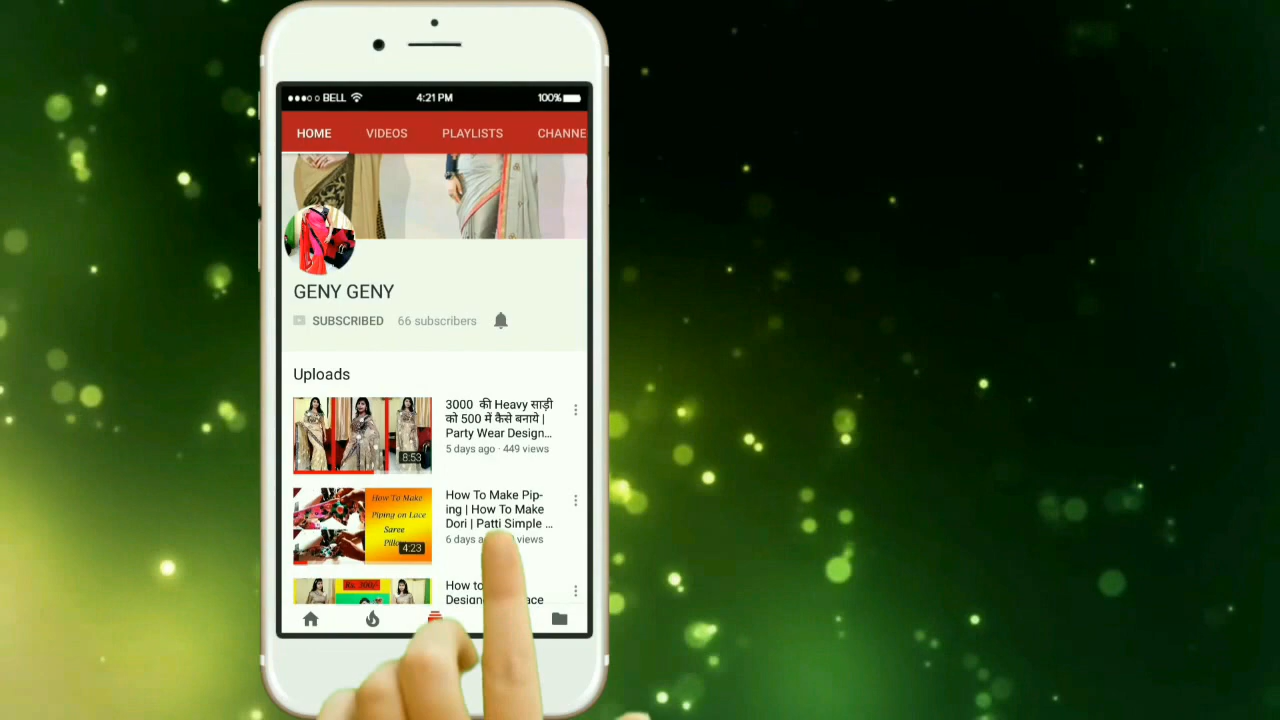 BELL 4:21 PM 100%
HOME VIDEOS PLAYLISTS CHANNE
GENY GENY
SUBSCRIBED 66 subscribers
Uploads
3000 की Heavy साड़ी
को 500 में कैसे बनाये |
Party Wear Design...
5 days ago · 449 views
8:53
How To Make Pip-
ing | How To Make
Dori | Patti Simple ...
6 days views
How To Make
Piping on Lace
Saree
4:23
How to
Rs. 200/-